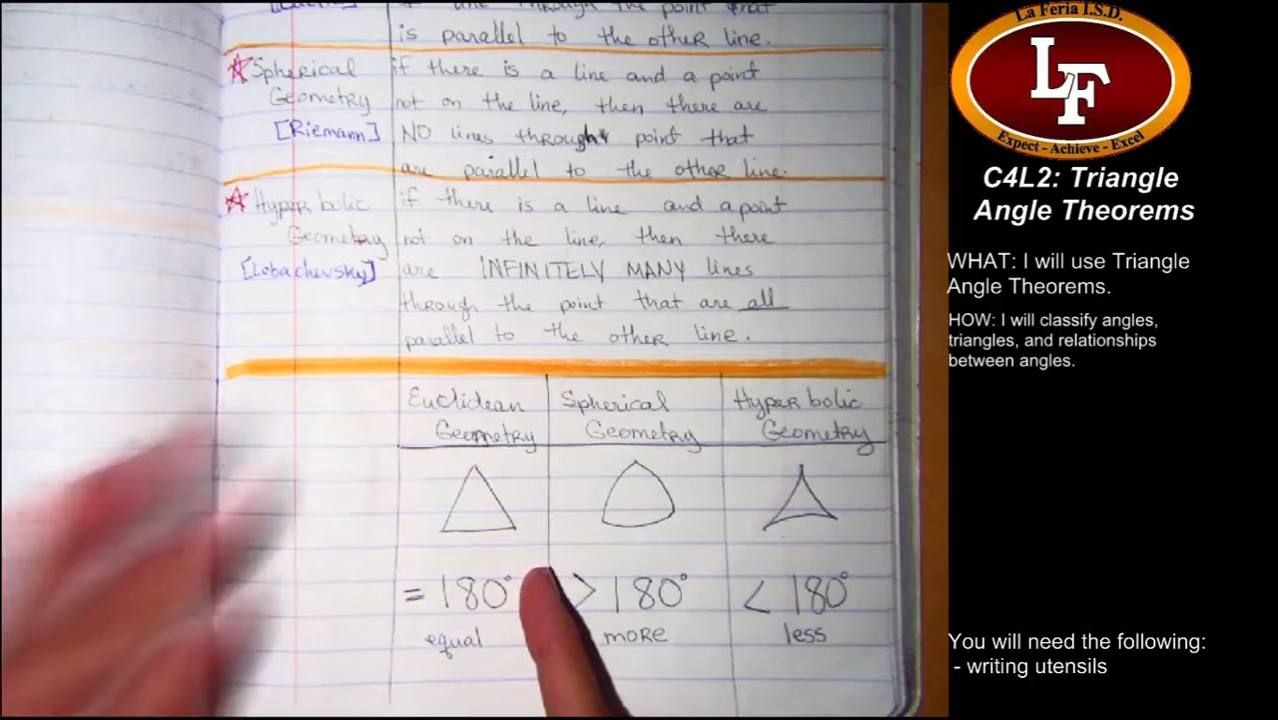 line through the point that
is parallel to the other line.
Spherical
Geometry
[Riemann]
if there is a line and a point
not on the line, then there are
NO lines through point that
are parallel to the other line.
Hyperbolic
Geometry
[Lobachevsky]
if there is a line and a point
not on the line, then there
are INFINITELY MANY lines
through the point that are all
parallel to the other line.
Euclidean
Geometry
Spherical
Geometry
Hyperbolic
Geometry
= 180°
> 180°
< 180°
equal
more
less
La Feria I.S.D.
LF
Expect - Achieve - Excel
C4L2: Triangle
Angle Theorems
WHAT: I will use Triangle
Angle Theorems.
HOW: I will classify angles,
triangles, and relationships
between angles.
You will need the following:
- writing utensils